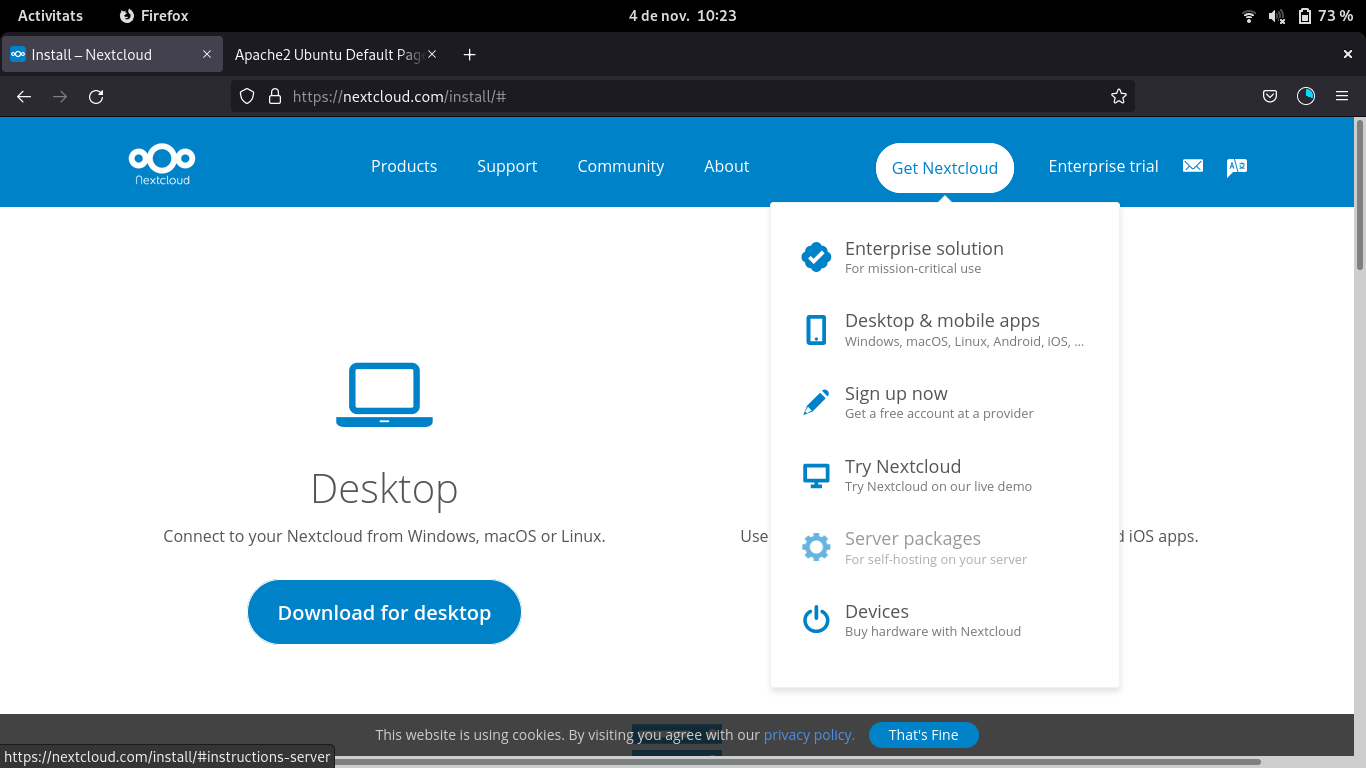 Activitats Firefox 4 de nov. 10:23 73 %
Install – Nextcloud Apache2 Ubuntu Default Pag
https://nextcloud.com/install/#
Nextcloud Products Support Community About Get Nextcloud Enterprise trial
Enterprise solution
For mission-critical use
Desktop & mobile apps
Windows, macOS, Linux, Android, iOS, ...
Sign up now
Get a free account at a provider
Try Nextcloud
Try Nextcloud on our live demo
Server packages
For self-hosting on your server
Devices
Buy hardware with Nextcloud
Desktop
Connect to your Nextcloud from Windows, macOS or Linux.
Use iOS apps.
Download for desktop
This website is using cookies. By visiting you agree with our privacy policy. That's Fine
https://nextcloud.com/install/#instructions-server